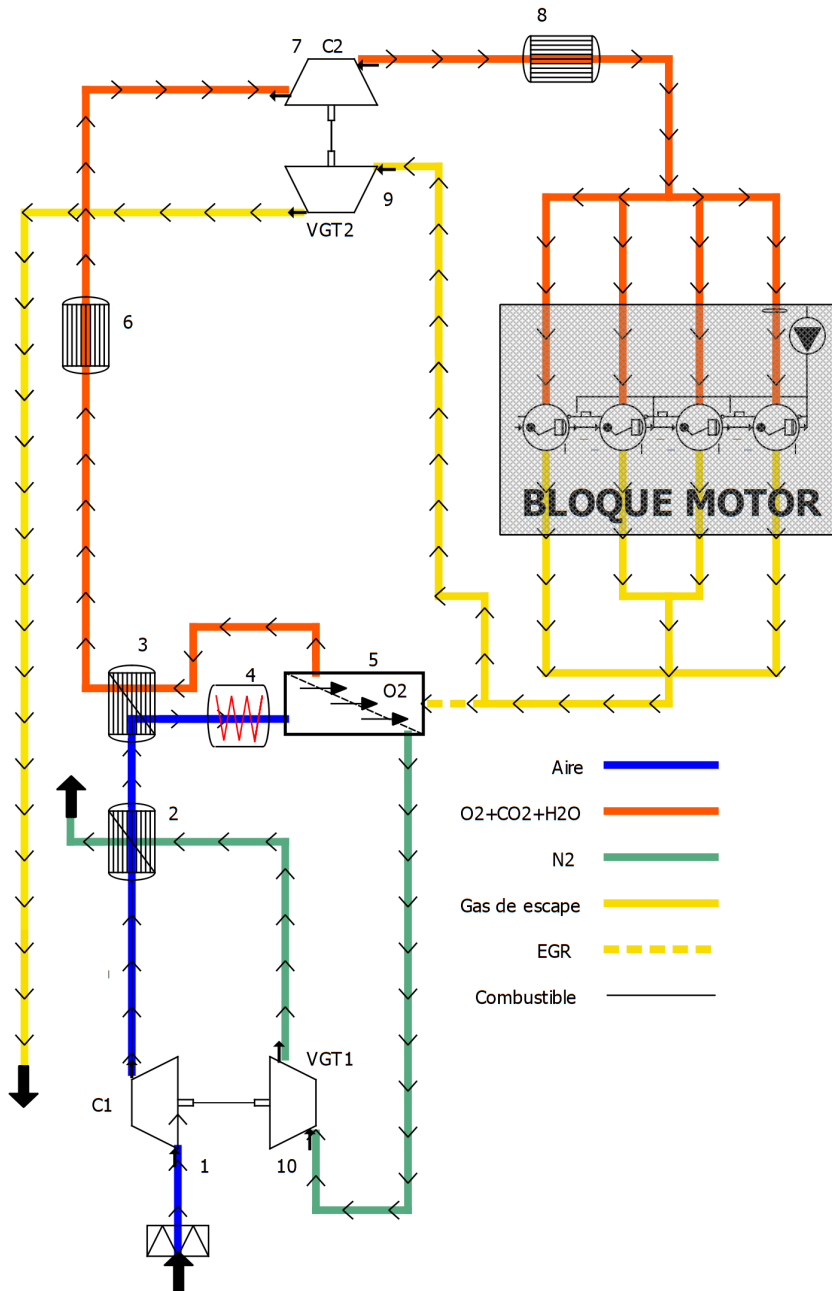 8
7 C2
9
VGT2
6
BLOQUE MOTOR
3
4
5
O2
2
Aire
O2+CO2+H2O
N2
Gas de escape
EGR
Combustible
VGT1
C1
1
10